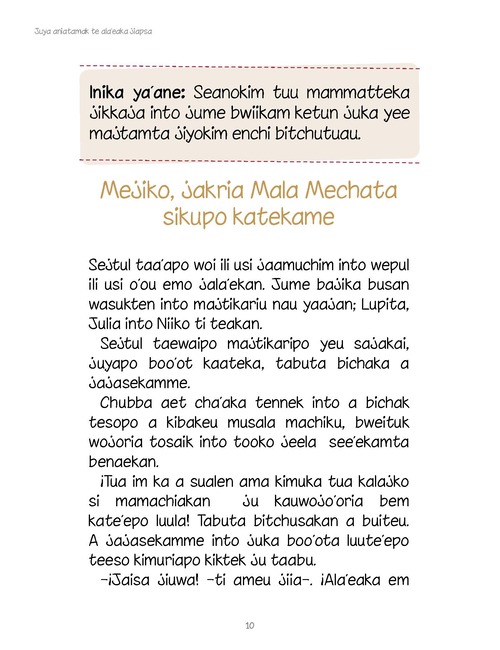 Juya aniatamak te ala'eaka jiapsa
Inika ya'ane: Seanokim tuu mammatteka
jikkaja into jume bwiikam ketun juka yee
majtamta jiyokim enchi bitchutuau.
Mejiko, jakria Mala Mechata
sikupo katekame
Sejtul taa'apo woi ili usi jaamuchim into wepul
ili usi o'ou emo jala'ekan. Jume bajika busan
wasukten into majtikariu nau yaajan; Lupita,
Julia into Niiko ti teakan.
Sejtul taewaipo majtikaripo yeu sajakai,
juyapo boo'ot kaateka, tabuta bichaka a
jajasekamme.
Chubba aet cha'aka tennek into a bichak
tesopo a kibakeu musala machiku, bweituk
wojoria tosaik into tooko jeela see'ekamta
benaekan.
¡Tua im ka a sualen ama kimuka tua kalajko
si mamachiakan ju kauwojo'oria bem
kate'epo luula! Tabuta bitchusakan a buiteu.
A jajasekamme into juka boo'ota luute'epo
teeso kimuriapo kiktek ju taabu.
–¡Jaisa jiuwa! –ti ameu jiia–. ¡Ala'eaka em
10